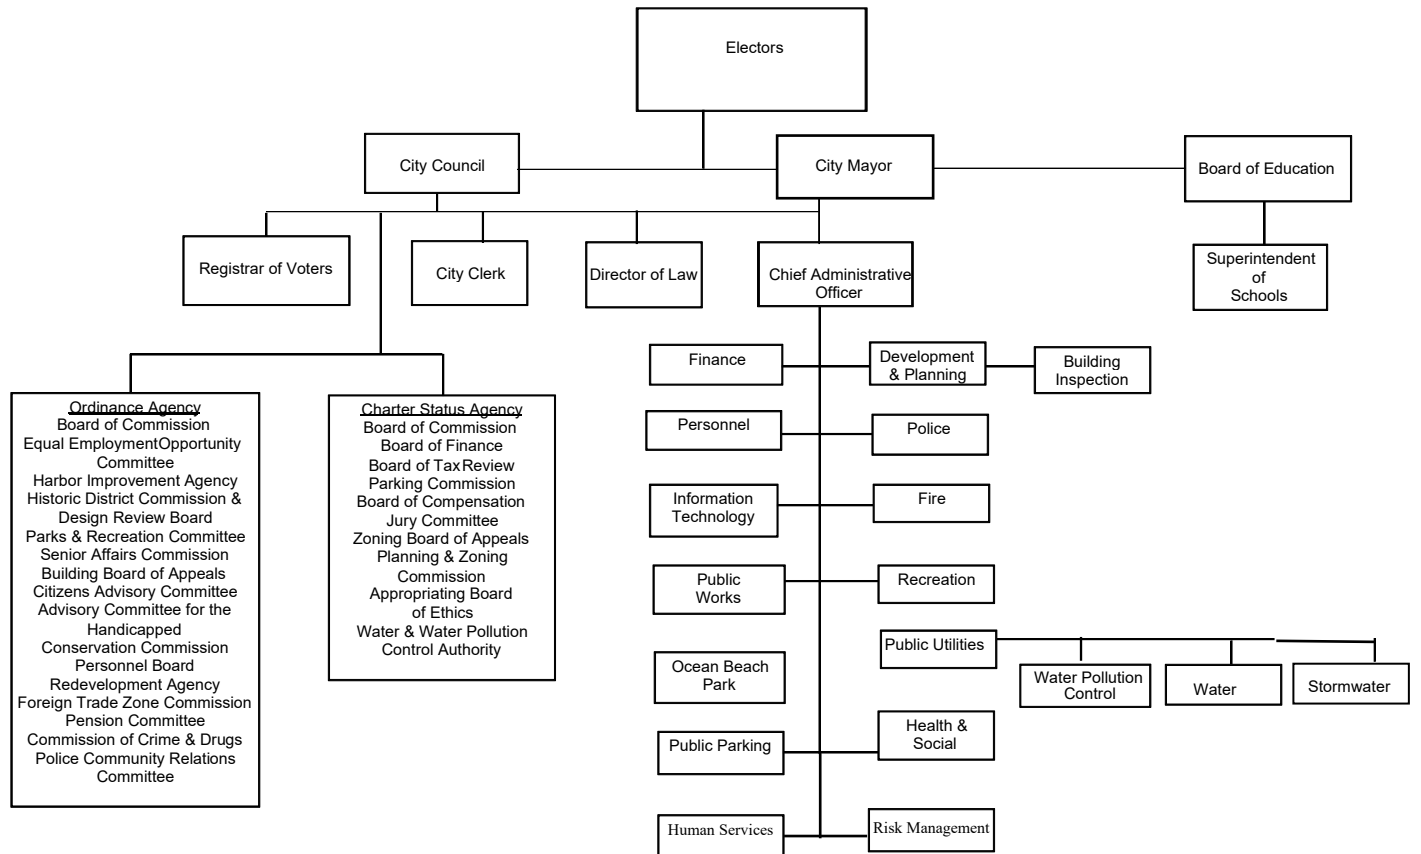 Electors
City Council
City Mayor
Board of Education
Registrar of Voters
City Clerk
Director of Law
Chief Administrative
Officer
Superintendent
of
Schools
Finance
Development
& Planning
Building
Inspection
Personnel
Police
Information
Technology
Fire
Public
Works
Recreation
Ocean Beach
Park
Public Utilities
Water Pollution
Control
Water
Stormwater
Public Parking
Health &
Social
Human Services
Risk Management
Ordinance Agency
Board of Commission
Equal EmploymentOpportunity
Committee
Harbor Improvement Agency
Historic District Commission &
Design Review Board
Parks & Recreation Committee
Senior Affairs Commission
Building Board of Appeals
Citizens Advisory Committee
Advisory Committee for the
Handicapped
Conservation Commission
Personnel Board
Redevelopment Agency
Foreign Trade Zone Commission
Pension Committee
Commission of Crime & Drugs
Police Community Relations
Committee
Charter Status Agency
Board of Commission
Board of Finance
Board of Tax Review
Parking Commission
Board of Compensation
Jury Committee
Zoning Board of Appeals
Planning & Zoning
Commission
Appropriating Board
of Ethics
Water & Water Pollution
Control Authority